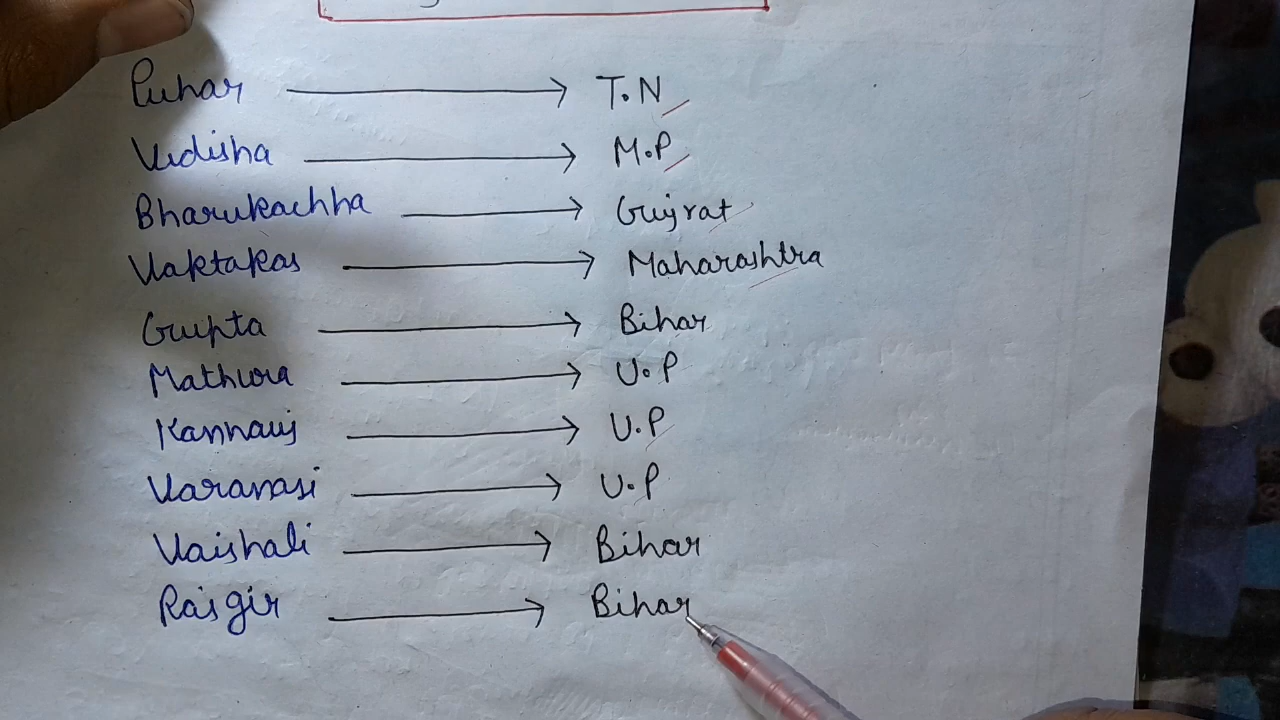 Puhar → T.N
Vidisha → M.P
Bharukachha → Gujrat
Vaktakas → Maharashtra
Gupta → Bihar
Mathura → U.P
Kannauj → U.P
Varanasi → U.P
Vaishali → Bihar
Rajgir → Bihar